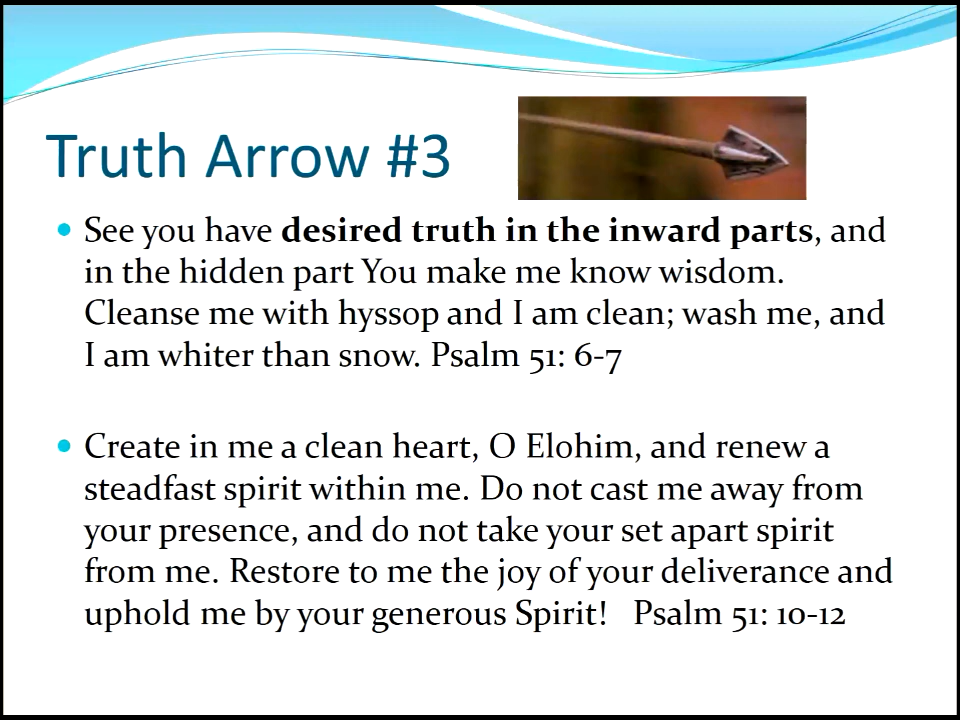 Truth Arrow #3
See you have desired truth in the inward parts, and
in the hidden part You make me know wisdom.
Cleanse me with hyssop and I am clean; wash me, and
I am whiter than snow. Psalm 51: 6-7
Create in me a clean heart, O Elohim, and renew a
steadfast spirit within me. Do not cast me away from
your presence, and do not take your set apart spirit
from me. Restore to me the joy of your deliverance and
uphold me by your generous Spirit! Psalm 51: 10-12